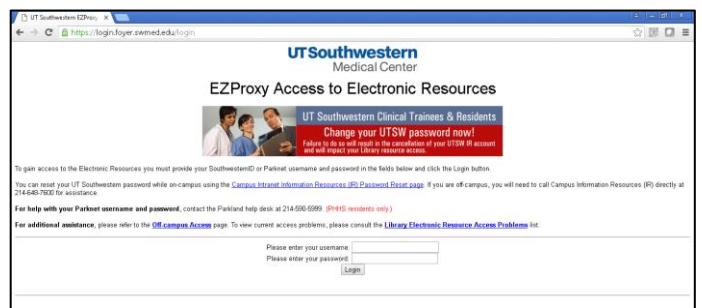 UT Southwestern EZProxy
https://login.foyer.swmed.edu/login
UTSouthwestern
Medical Center
EZProxy Access to Electronic Resources
UT Southwestern Clinical Trainees & Residents
Change your UTSW password now!
Failure to do so will result in the cancellation of your UTSW IR account
and will impact your Library resource access.
To gain access to the Electronic Resources you must provide your SouthwesternID or Parknet username and password in the fields below and click the Login button.
You can reset your UT Southwestern password while on-campus using the Campus Intranet Information Resources (IR) Password Reset page. If you are off-campus, you will need to call Campus Information Resources (IR) directly at
214-648-7600 for assistance.
For help with your Parknet username and password, contact the Parkland help desk at 214-590-5999. (PHHS residents only.)
For additional assistance, please refer to the Off-campus Access page. To view current access problems, please consult the Library Electronic Resource Access Problems list.
Please enter your username:
Please enter your password:
Login